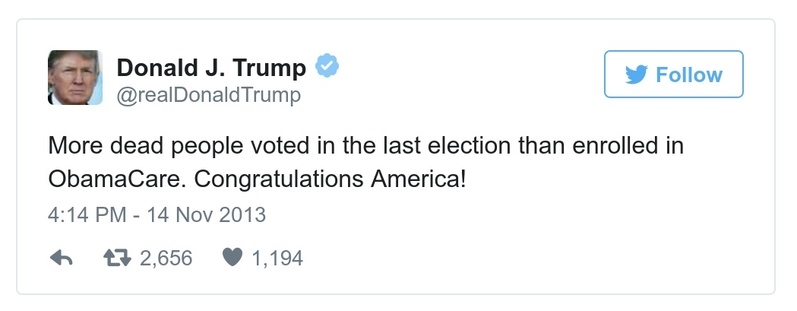 Donald J. Trump
@realDonaldTrump
Follow
More dead people voted in the last election than enrolled in
ObamaCare. Congratulations America!
4:14 PM - 14 Nov 2013
2,656 1,194